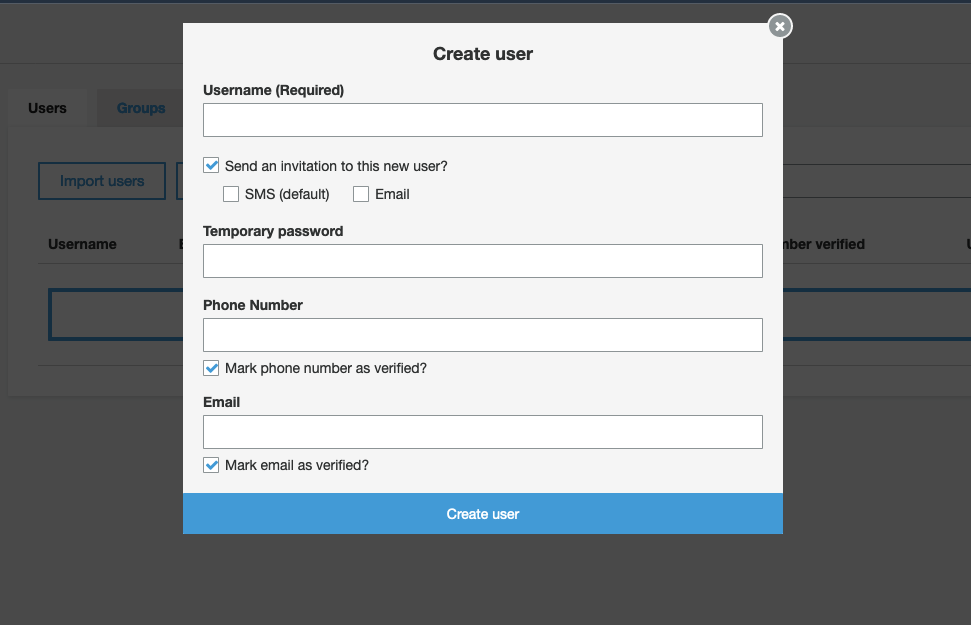 Create user
Username (Required)
Send an invitation to this new user?
SMS (default) Email
Temporary password
Phone Number
Mark phone number as verified?
Email
Mark email as verified?
Create user
Users Groups
Import users
Username
verified